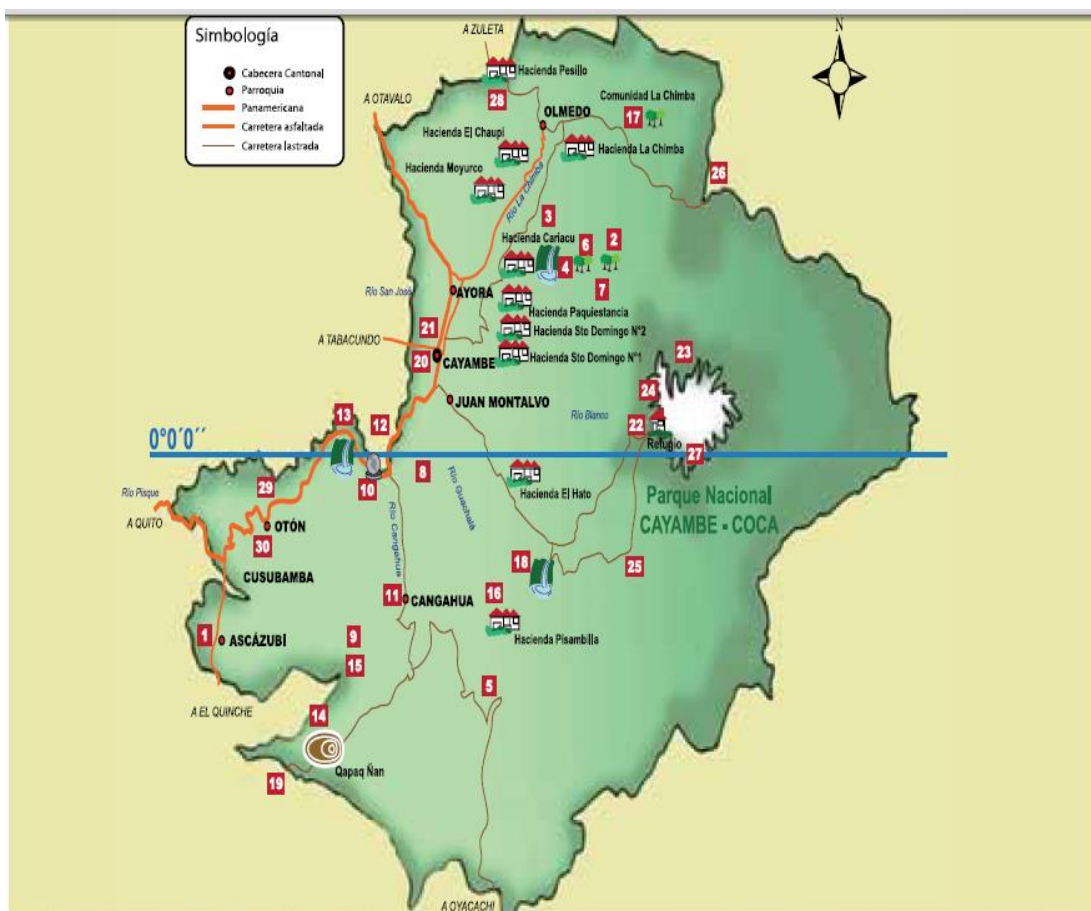 Simbología
Cabecera Cantonal
Parroquia
Panamericana
Carretera asfaltada
Carretera lastrada
A ZULETA
N
Hacienda Pesillo
28
A OTAVALO
Comunidad La Chimba
17
OLMEDO
Hacienda El Chaupi
Hacienda La Chimba
Hacienda Moyurco
26
Río La Chimba
3
Hacienda Cariacu
6
2
4
7
Río San José
AYORA
Hacienda Paquiestancia
21
Hacienda Sto Domingo N°2
A TABACUNDO
20
CAYAMBE
Hacienda Sto Domingo N°1
23
24
JUAN MONTALVO
13
12
Río Blanco
22
Refugio
0°0´0´´
27
8
10
29
Río Guachalá
Hacienda El Hato
Río Pisque
Parque Nacional
CAYAMBE - COCA
A QUITO
OTÓN
30
Río Cangahua
18
25
CUSUBAMBA
11
CANGAHUA
16
1
ASCÁZUBI
9
Hacienda Pisambilla
15
5
A EL QUINCHE
14
Qapaq Ñan
19
A OYACACHI